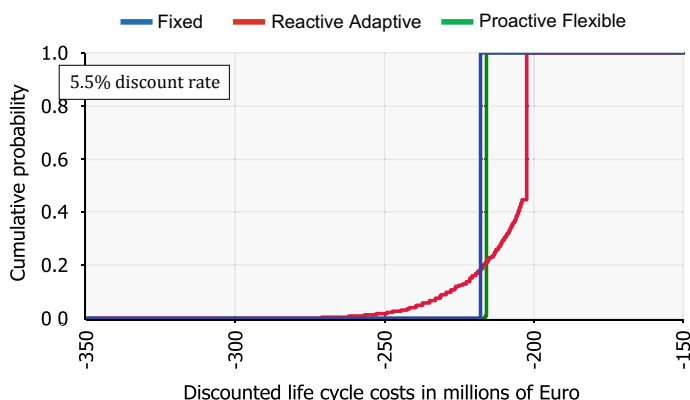 Fixed Reactive Adaptive Proactive Flexible
1.0
5.5% discount rate
0.8
0.6
0.4
0.2
0 0
Cumulative probability
-350 -300 -250 -200 -150
Discounted life cycle costs in millions of Euro